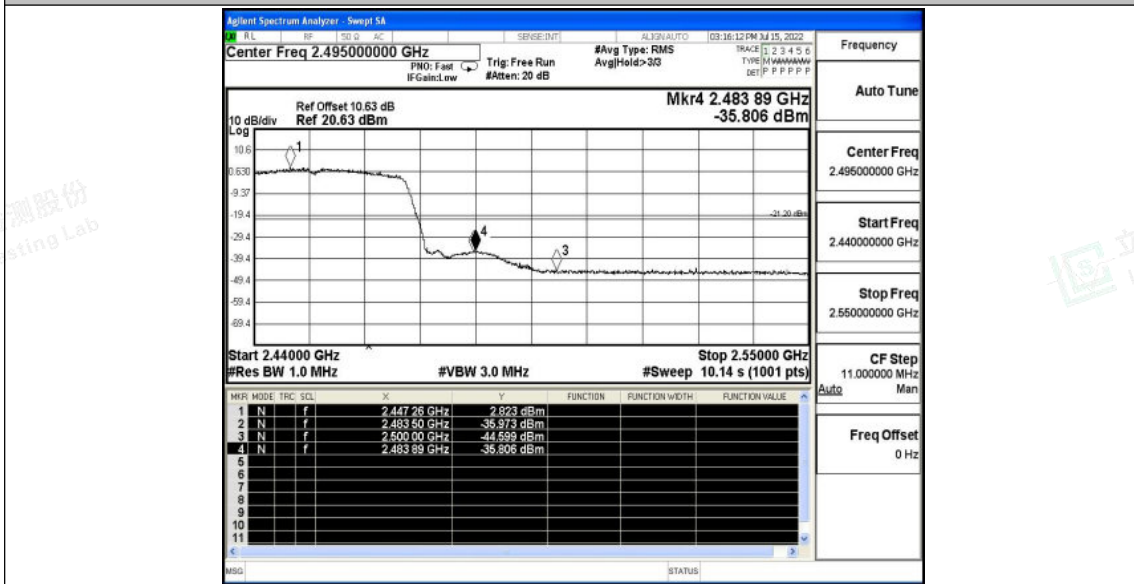 Agilent Spectrum Analyzer - Swept SA
RL RF 50 Ω AC SENSE:INT ALIGNAUTO 03:16:12 PM Jul 15, 2022
Center Freq 2.495000000 GHz
PNO: Fast
IFGain:Low
Trig: Free Run
#Atten: 20 dB
#Avg Type: RMS
Avg|Hold>3/3
TRACE 1 2 3 4 5 6
TYPE M
DET P P P P P P
Ref Offset 10.63 dB
10 dB/div Ref 20.63 dBm
Log
Mkr4 2.483 89 GHz
-35.806 dBm
10.6
0.630
-9.37
-19.4
-29.4
-39.4
-49.4
-59.4
-69.4
1
4
3
-21.20 dBm
Start 2.44000 GHz Stop 2.55000 GHz
#Res BW 1.0 MHz #VBW 3.0 MHz #Sweep 10.14 s (1001 pts)
MKR MODE TRC SCL X Y FUNCTION FUNCTION WIDTH FUNCTION VALUE
1 N f 2.447 26 GHz 2.823 dBm
2 N f 2.483 50 GHz -35.973 dBm
3 N f 2.500 00 GHz -44.599 dBm
4 N f 2.483 89 GHz -35.806 dBm
5
6
7
8
9
10
11
MSG STATUS
Frequency
Auto Tune
Center Freq
2.495000000 GHz
Start Freq
2.440000000 GHz
Stop Freq
2.550000000 GHz
CF Step
11.000000 MHz
Auto Man
Freq Offset
0 Hz
测股份
sting Lab
立